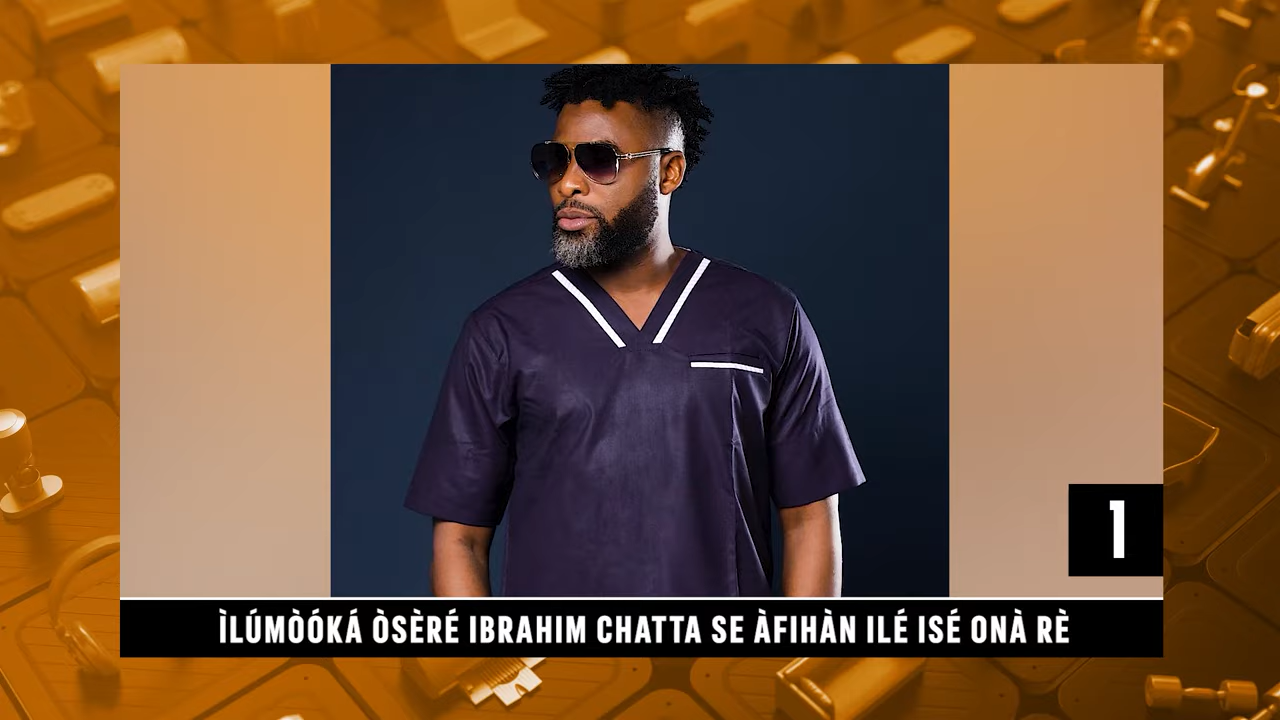 1
ÌLÚMÒÓKÁ ÒSÈRÉ IBRAHIM CHATTA SE ÀFIHÀN ILÉ ISÉ ONÀ RÈ